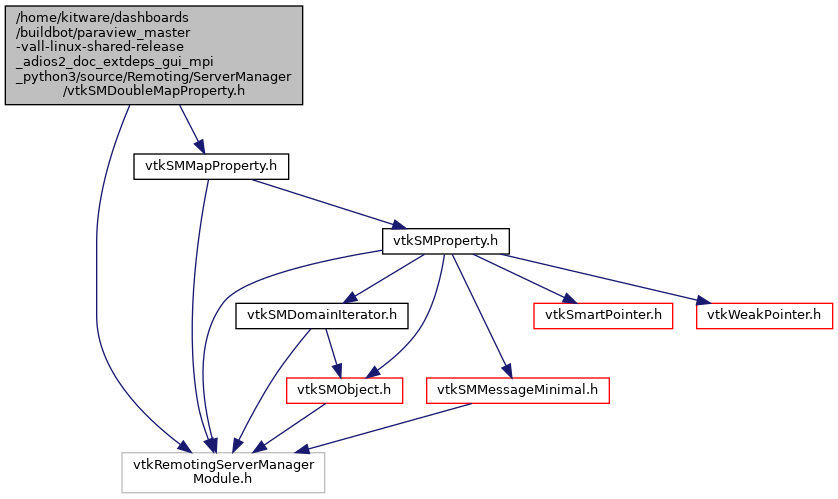 /home/kitware/dashboards
/buildbot/paraview_master
-vall-linux-shared-release
_adios2_doc_extdeps_gui_mpi
_python3/source/Remoting/ServerManager
/vtkSMDoubleMapProperty.h
vtkSMMapProperty.h
vtkSMProperty.h
vtkSMDomainIterator.h
vtkSmartPointer.h
vtkWeakPointer.h
vtkSMObject.h
vtkSMMessageMinimal.h
vtkRemotingServerManager
Module.h